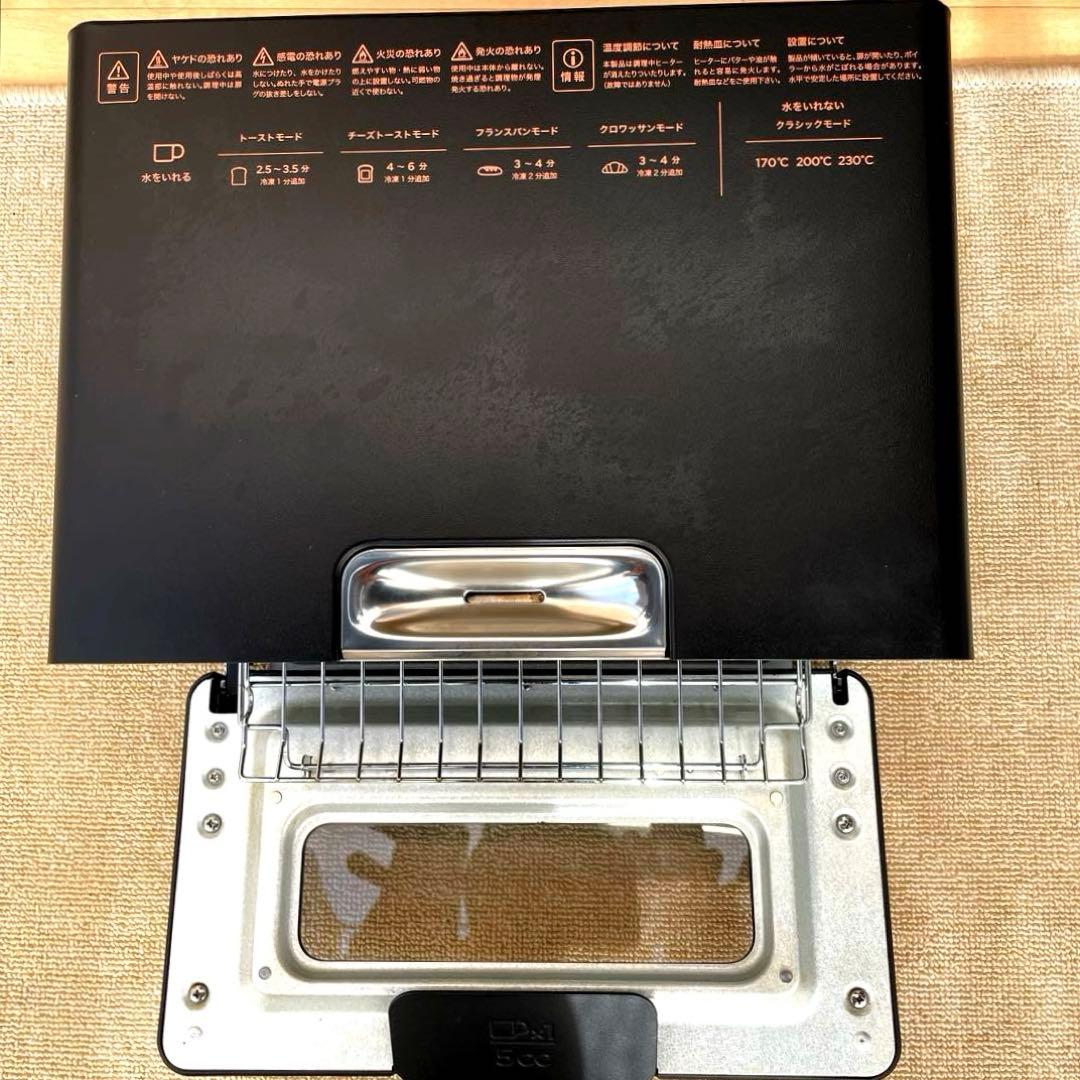 警告
ヤケドの恐れあり
使用中や使用後しばらくは高
温部に触れない。調理中は扉
を開けない。
感電の恐れあり
水につけたり、水をかけたり
しない。ぬれた手で電源プラ
グの抜き差しをしない。
火災の恐れあり
燃えやすい物・熱に弱い物
の上に設置しない。可燃物の
近くで使わない。
発火の恐れあり
使用中は本体から離れない。
焼き過ぎると調理物が発煙
発火する恐れあり。
情報
温度調節について
本製品は調理中ヒーター
が消えたりついたりします。
(故障ではありません)
耐熱皿について
ヒーターにバターや油が触
れると容易に発火します。
耐熱皿などをご使用下さい。
設置について
製品が傾いていると、扉が開いたり、ボイ
ラーから水がこぼれる場合があります。
水平で安定した場所に設置してください。
水をいれる
トーストモード
2.5〜3.5 分
冷凍 1 分追加
チーズトーストモード
4〜6 分
冷凍 1 分追加
フランスパンモード
3〜4 分
冷凍 2 分追加
クロワッサンモード
3〜4 分
冷凍 2 分追加
水をいれない
クラシックモード
170℃ 200℃ 230℃
×1
5cc